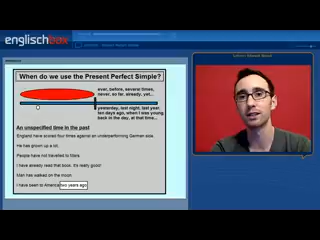 englischbox
When do we use the Present Perfect Simple?
ever, before, several times,
never, so far, already, yet...
yesterday, last night, last year
ten days ago, when I was young
back in the day, at that time...
An unspecified time in the past
England have scored four times against an underperforming German side.
He has grown up a lot.
People have not travelled to Mars.
I have already read that book. It's really good!
Man has walked on the moon.
I have been to America two years ago